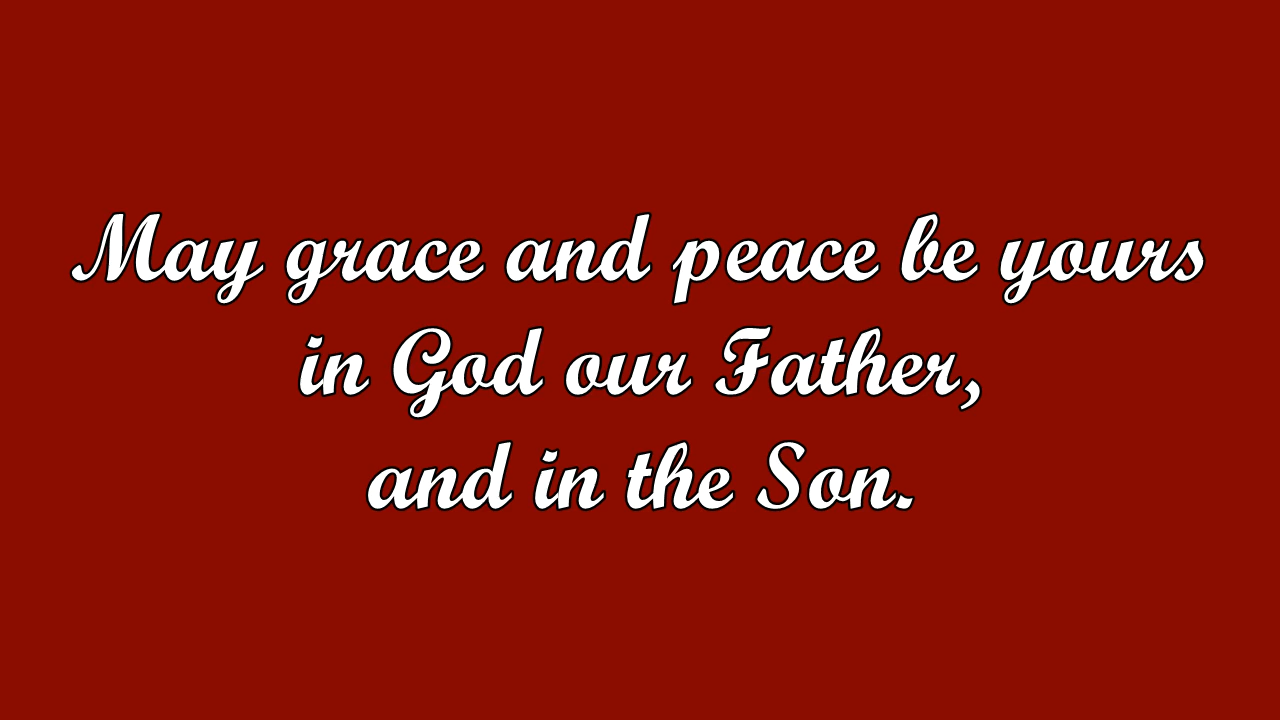 May grace and peace be yours
in God our Father,
and in the Son.